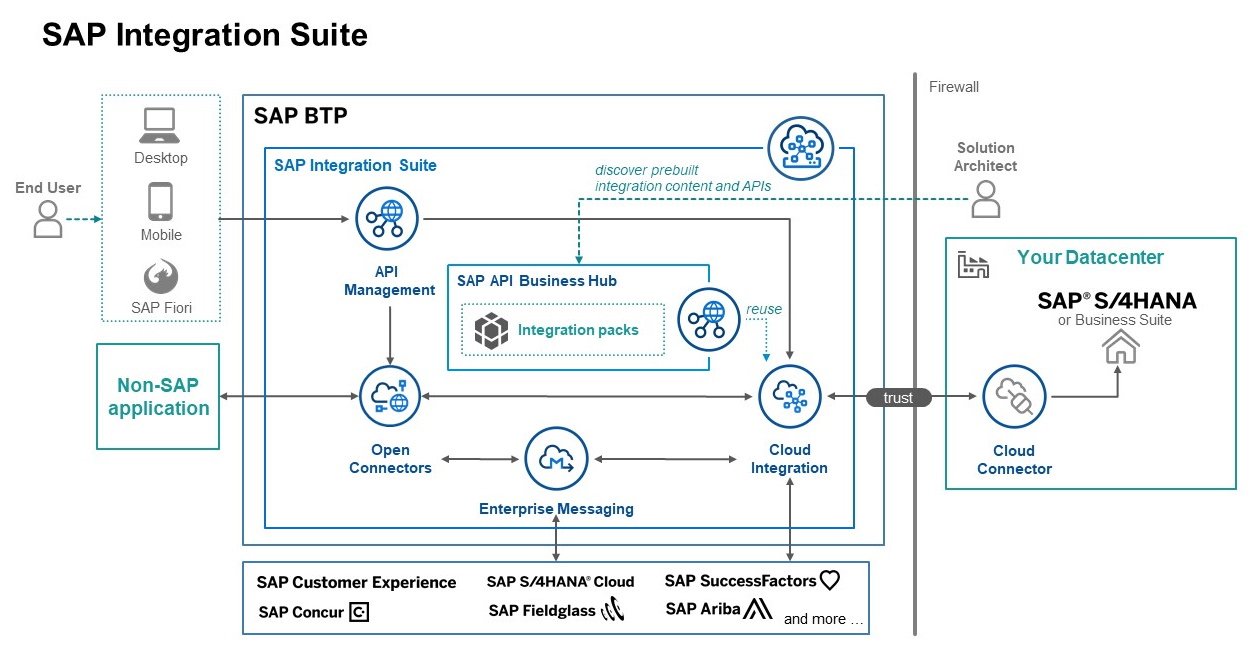 SAP Integration Suite
Firewall
SAP BTP
Desktop
Mobile
SAP Fiori
End User
SAP Integration Suite
discover prebuilt
integration content and APIs
Solution
Architect
API
Management
SAP API Business Hub
Integration packs
reuse
Your Datacenter
SAP® S/4HANA
or Business Suite
Non-SAP
application
trust
Open
Connectors
Cloud
Integration
Cloud
Connector
Enterprise Messaging
SAP Customer Experience
SAP S/4HANA® Cloud
SAP SuccessFactors
SAP Concur
SAP Fieldglass
SAP Ariba
and more ...